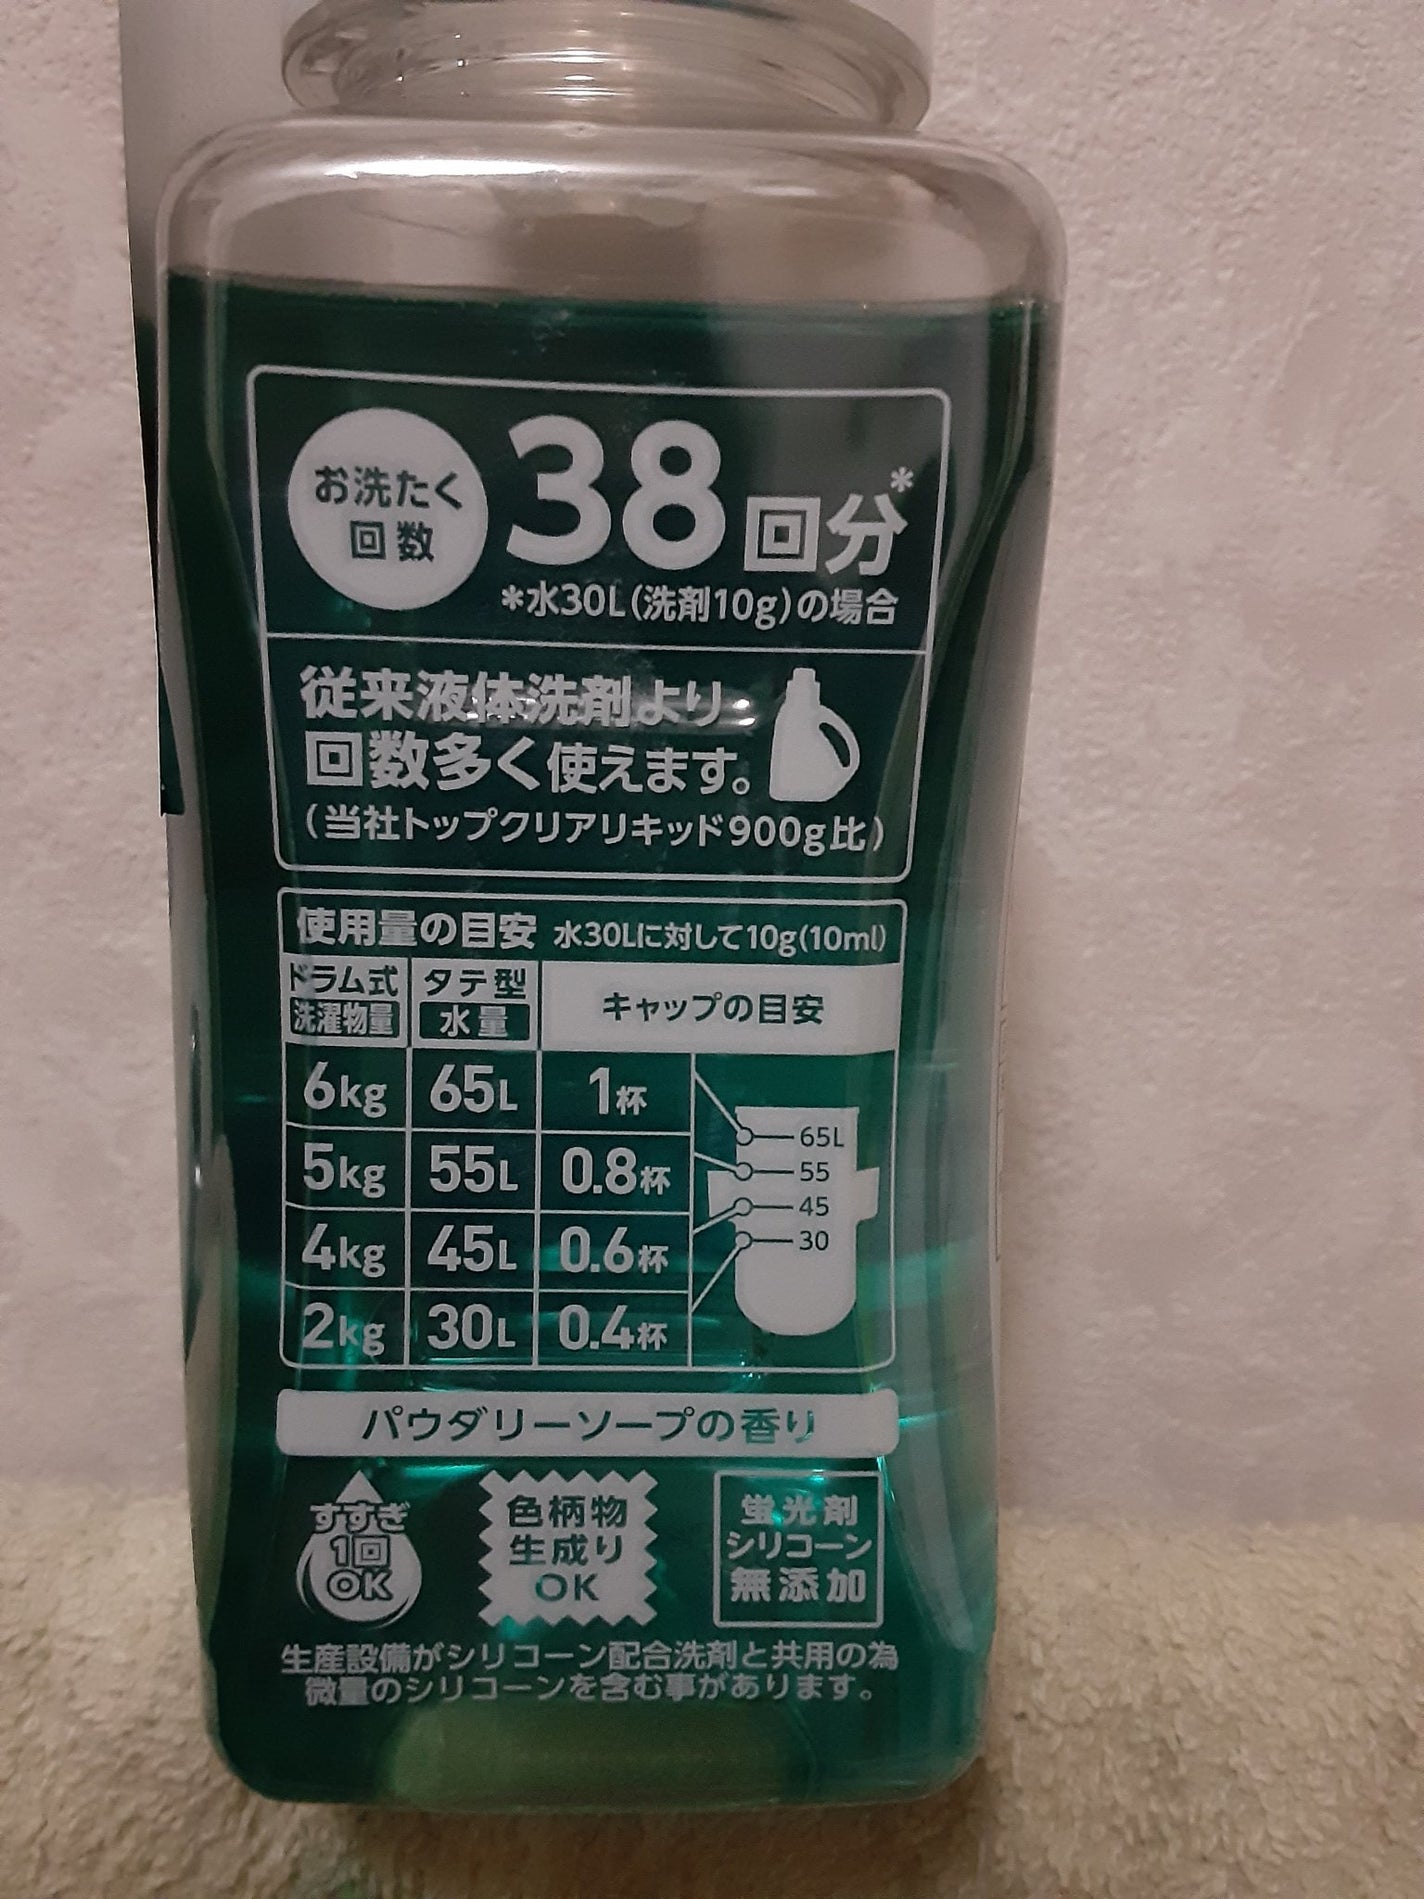 お洗たく
回数
38回分*
*水30L(洗剤10g)の場合
従来液体洗剤より
回数多く使えます。
(当社トップクリアリキッド900g比)
使用量の目安 水30Lに対して10g(10ml)
ドラム式 タテ型 キャップの目安
洗濯物量 水量
6kg 65L 1杯
5kg 55L 0.8杯
4kg 45L 0.6杯
2kg 30L 0.4杯
65L
55
45
30
パウダリーソープの香り
すすぎ
1回
OK
色柄物
生成り
OK
蛍光剤
シリコーン
無添加
生産設備がシリコーン配合洗剤と共用の為
微量のシリコーンを含む事があります。